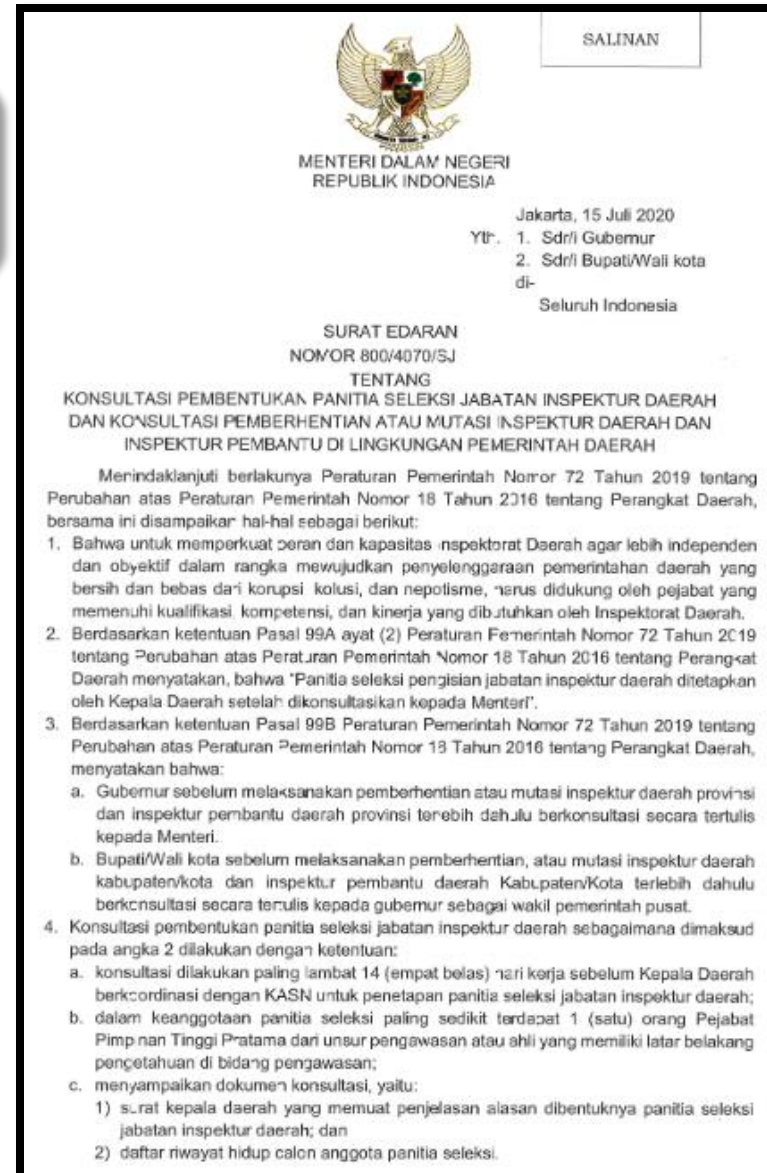 SALINAN
MENTERI DALAM NEGERI
REPUBLIK INDONESIA
Jakarta, 15 Juli 2020
Yth. 1. Sdr/i Gubernur
2. Sdr/i Bupati/Wali kota
di-
Seluruh Indonesia
SURAT EDARAN
NOMOR 800/4070/SJ
TENTANG
KONSULTASI PEMBENTUKAN PANITIA SELEKSI JABATAN INSPEKTUR DAERAH
DAN KONSULTASI PEMBERHENTIAN ATAU MUTASI INSPEKTUR DAERAH DAN
INSPEKTUR PEMBANTU DI LINGKUNGAN PEMERINTAH DAERAH
Menindaklanjuti berlakunya Peraturan Pemerintah Nomor 72 Tahun 2019 tentang
Perubahan atas Peraturan Pemerintah Nomor 18 Tahun 2016 tentang Perangkat Daerah,
bersama ini disampaikan hal-hal sebagai berikut:
1. Bahwa untuk memperkuat peran dan kapasitas Inspektorat Daerah agar lebih independen
dan obyektif dalam rangka mewujudkan penyelenggaraan pemerintahan daerah yang
bersih dan bebas dari korupsi, kolusi, dan nepotisme, harus didukung oleh pejabat yang
memenuhi kualifikasi, kompetensi, dan kinerja yang dibutuhkan oleh Inspektorat Daerah.
2. Berdasarkan ketentuan Pasal 99A ayat (2) Peraturan Pemerintah Nomor 72 Tahun 2019
tentang Perubahan atas Peraturan Pemerintah Nomor 18 Tahun 2016 tentang Perangkat
Daerah menyatakan, bahwa "Panitia seleksi pengisian jabatan inspektur daerah ditetapkan
oleh Kepala Daerah setelah dikonsultasikan kepada Menteri".
3. Berdasarkan ketentuan Pasal 99B Peraturan Pemerintah Nomor 72 Tahun 2019 tentang
Perubahan atas Peraturan Pemerintah Nomor 18 Tahun 2016 tentang Perangkat Daerah,
menyatakan bahwa:
a. Gubernur sebelum melaksanakan pemberhentian atau mutasi inspektur daerah provinsi
dan inspektur pembantu daerah provinsi terlebih dahulu berkonsultasi secara tertulis
kepada Menteri.
b. Bupati/Wali kota sebelum melaksanakan pemberhentian, atau mutasi inspektur daerah
kabupaten/kota dan inspektur pembantu daerah Kabupaten/Kota terlebih dahulu
berkonsultasi secara tertulis kepada gubernur sebagai wakil pemerintah pusat.
4. Konsultasi pembentukan panitia seleksi jabatan inspektur daerah sebagaimana dimaksud
pada angka 2 dilakukan dengan ketentuan:
a. konsultasi dilakukan paling lambat 14 (empat belas) hari kerja sebelum Kepala Daerah
berkoordinasi dengan KASN untuk penetapan panitia seleksi jabatan inspektur daerah;
b. dalam keanggotaan panitia seleksi paling sedikit terdapat 1 (satu) orang Pejabat
Pimpinan Tinggi Pratama dari unsur pengawasan atau ahli yang memiliki latar belakang
pengetahuan di bidang pengawasan;
c. menyampaikan dokumen konsultasi, yaitu:
1) surat kepala daerah yang memuat penjelasan alasan dibentuknya panitia seleksi
jabatan inspektur daerah; dan
2) daftar riwayat hidup calon anggota panitia seleksi.